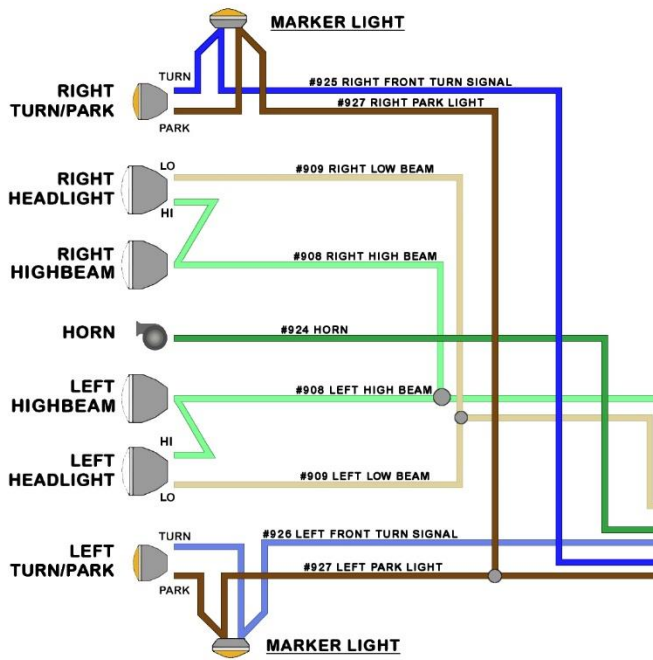 MARKER LIGHT
TURN
#925 RIGHT FRONT TURN SIGNAL
RIGHT
TURN/PARK
#927 RIGHT PARK LIGHT
PARK
LO
#909 RIGHT LOW BEAM
RIGHT
HEADLIGHT
HI
RIGHT
HIGHBEAM
#908 RIGHT HIGH BEAM
HORN
#924 HORN
LEFT
HIGHBEAM
#908 LEFT HIGH BEAM
HI
LEFT
HEADLIGHT
#909 LEFT LOW BEAM
LO
TURN
#926 LEFT FRONT TURN SIGNAL
LEFT
TURN/PARK
#927 LEFT PARK LIGHT
PARK
MARKER LIGHT